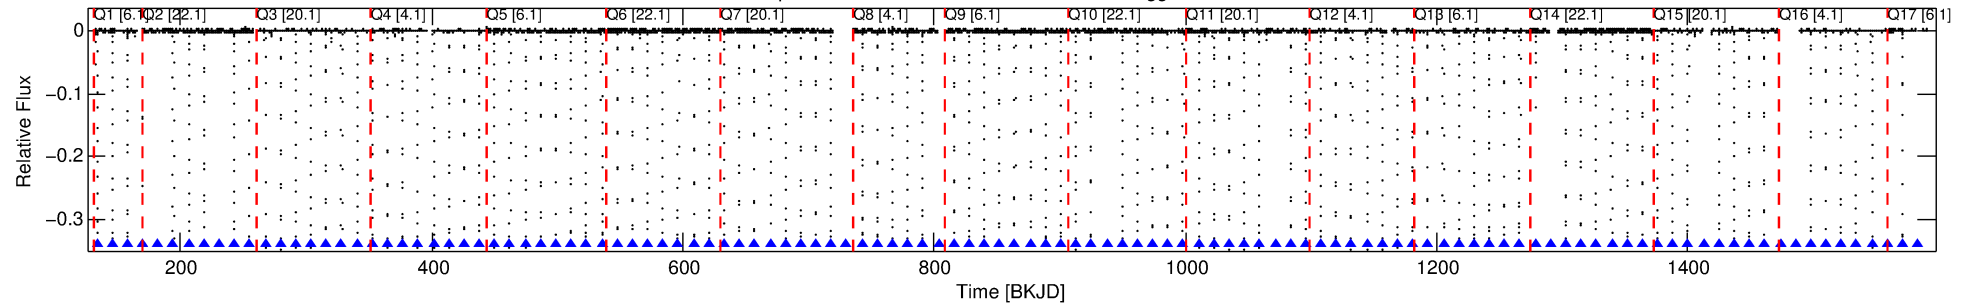 Q1 [6.1] Q2 [22.1] Q3 [20.1] Q4 [4.1] Q5 [6.1] Q6 [22.1] Q7 [20.1] Q8 [4.1] Q9 [6.1] Q10 [22.1] Q11 [20.1] Q12 [4.1] Q13 [6.1] Q14 [22.1] Q15 [20.1] Q16 [4.1] Q17 [6.1]
0
−0.1
−0.2
−0.3
Relative Flux
200 400 600 800 1000 1200 1400
Time [BKJD]